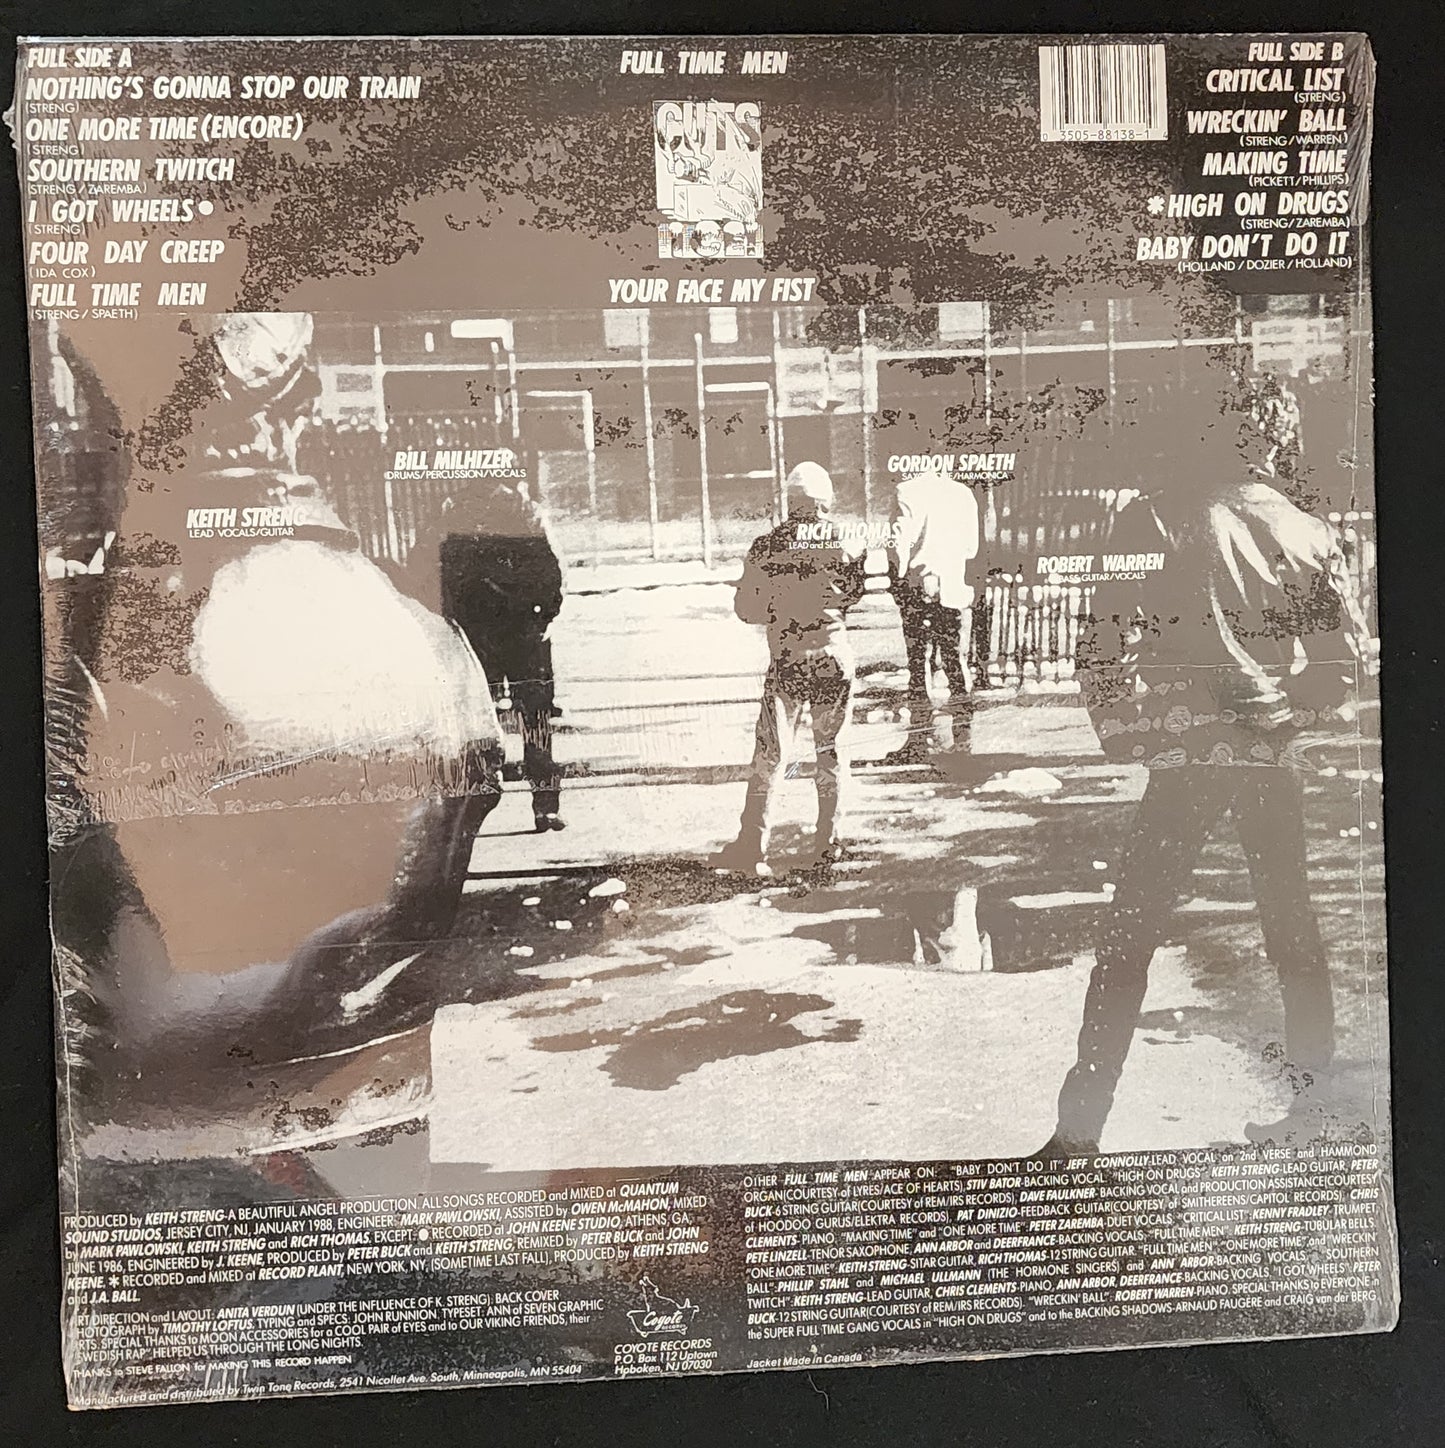 FULL SIDE A
NOTHING'S GONNA STOP OUR TRAIN
(STRENG)
ONE MORE TIME (ENCORE)
(STRENG)
SOUTHERN TWITCH
(STRENG / ZAREMBA)
I GOT WHEELS●
(STRENG)
FOUR DAY CREEP
(IDA COX)
FULL TIME MEN
(STRENG / SPAETH)
FULL TIME MEN
CUTS
YOUR FACE MY FIST
0 3505-88138-1 4
FULL SIDE B
CRITICAL LIST
(STRENG)
WRECKIN' BALL
(STRENG/WARREN)
MAKING TIME
(PICKETT/PHILLIPS)
*HIGH ON DRUGS
(STRENG/ZAREMBA)
BABY DON'T DO IT
(HOLLAND / DOZIER / HOLLAND)
BILL MILHIZER
DRUMS/PERCUSSION/VOCALS
GORDON SPAETH
KEITH STRENG
LEAD VOCALS/GUITAR
RICH THOMAS
LEAD and
ROBERT WARREN
BASS GUITAR/VOCALS
PRODUCED by KEITH STRENG-A BEAUTIFUL ANGEL PRODUCTION. ALL SONGS RECORDED and MIXED at QUANTUM
SOUND STUDIOS, JERSEY CITY, NJ, JANUARY 1988, ENGINEER: MARK PAWLOWSKI, ASSISTED by OWEN McMAHON, MIXED
by MARK PAWLOWSKI, KEITH STRENG and RICH THOMAS. EXCEPT: ● RECORDED at JOHN KEENE STUDIO, ATHENS, GA,
JUNE 1986, ENGINEERED by J. KEENE, PRODUCED by PETER BUCK and KEITH STRENG, REMIXED by PETER BUCK and JOHN
KEENE. * RECORDED and MIXED at RECORD PLANT, NEW YORK, NY, (SOMETIME LAST FALL), PRODUCED by KEITH STRENG
and J.A. BALL.
ART DIRECTION and LAYOUT: ANITA VERDUN (UNDER THE INFLUENCE OF K. STRENG). BACK COVER
PHOTOGRAPH by TIMOTHY LOFTUS. TYPING and SPECS: JOHN RUNNION. TYPESET: ANN of SEVEN GRAPHIC
ARTS. SPECIAL THANKS to MOON ACCESSORIES for a COOL PAIR of EYES and to OUR VIKING FRIENDS, their
"SWEDISH RAP" HELPED US THROUGH THE LONG NIGHTS.
THANKS to STEVE FALLON for MAKING THIS RECORD HAPPEN
Manufactured and distributed by Twin Tone Records, 2541 Nicollet Ave. South, Minneapolis, MN 55404
Coyote
RECORDS
COYOTE RECORDS
P.O. Box 112 Uptown
Hoboken, NJ 07030
OTHER FULL TIME MEN APPEAR ON: "BABY DON'T DO IT": JEFF CONNOLLY-LEAD VOCAL on 2nd VERSE and HAMMOND
ORGAN(COURTESY of LYRES/ACE OF HEARTS), STIV BATOR-BACKING VOCAL. "HIGH ON DRUGS": KEITH STRENG-LEAD GUITAR, PETER
BUCK-6 STRING GUITAR(COURTESY of REM/IRS RECORDS), DAVE FAULKNER-BACKING VOCAL and PRODUCTION ASSISTANCE(COURTESY
of HOODOO GURUS/ELEKTRA RECORDS), PAT DINIZIO-FEEDBACK GUITAR(COURTESY of SMITHEREENS/CAPITOL RECORDS), CHRIS
CLEMENTS-PIANO. "MAKING TIME" and "ONE MORE TIME": PETER ZAREMBA-DUET VOCALS. "CRITICAL LIST": KENNY FRADLEY-TRUMPET,
PETE LINZELL-TENOR SAXOPHONE, ANN ARBOR and DEERFRANCE-BACKING VOCALS. "FULL TIME MEN": KEITH STRENG-TUBULAR BELLS.
"ONE MORE TIME": KEITH STRENG-SITAR GUITAR, RICH THOMAS-12 STRING GUITAR. "FULL TIME MEN", "ONE MORE TIME", and "WRECKIN'
BALL": PHILLIP STAHL and MICHAEL ULLMANN (THE HORMONE SINGERS) and ANN ARBOR-BACKING VOCALS. "SOUTHERN
TWITCH": KEITH STRENG-LEAD GUITAR, CHRIS CLEMENTS-PIANO, ANN ARBOR, DEERFRANCE-BACKING VOCALS. "I GOT WHEELS": PETER
BUCK-12 STRING GUITAR(COURTESY of REM/IRS RECORDS). "WRECKIN' BALL": ROBERT WARREN-PIANO. SPECIAL THANKS to EVERYONE in
the SUPER FULL TIME GANG VOCALS in "HIGH ON DRUGS" and to the BACKING SHADOWS-ARNAUD FAUGÈRE and CRAIG van der BERG.
Jacket Made in Canada